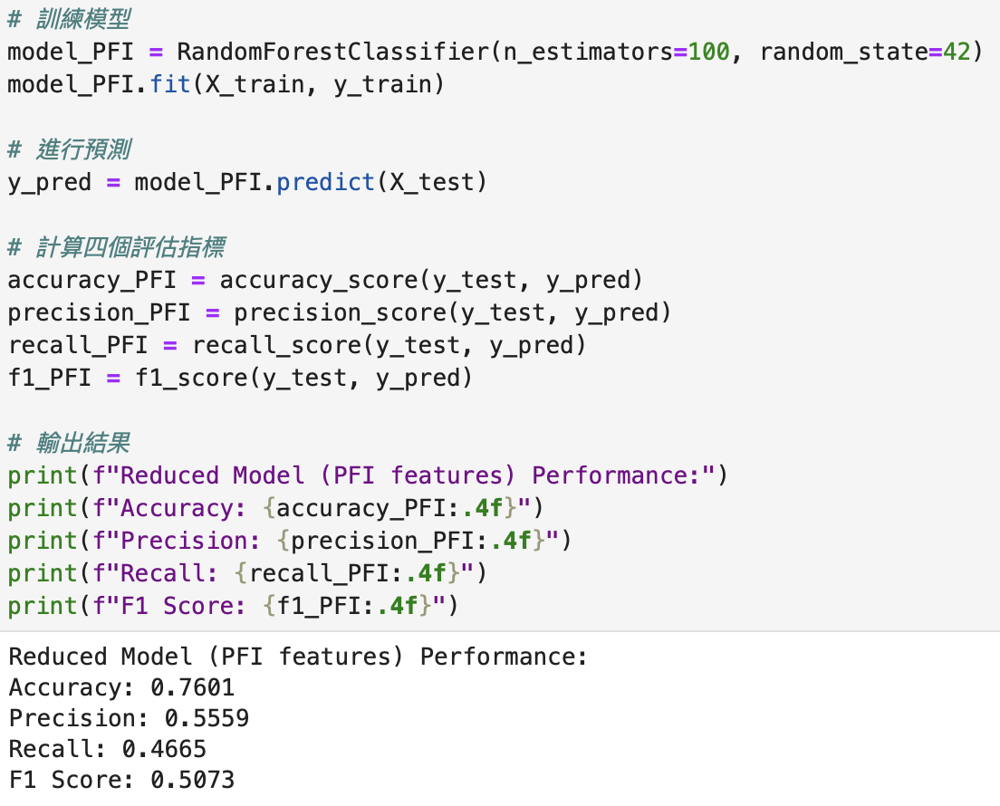 # 訓練模型
model_PFI = RandomForestClassifier(n_estimators=100, random_state=42)
model_PFI.fit(X_train, y_train)
# 進行預測
y_pred = model_PFI.predict(X_test)
# 計算四個評估指標
accuracy_PFI = accuracy_score(y_test, y_pred)
precision_PFI = precision_score(y_test, y_pred)
recall_PFI = recall_score(y_test, y_pred)
f1_PFI = f1_score(y_test, y_pred)
# 輸出結果
print(f"Reduced Model (PFI features) Performance:")
print(f"Accuracy: {accuracy_PFI:.4f}")
print(f"Precision: {precision_PFI:.4f}")
print(f"Recall: {recall_PFI:.4f}")
print(f"F1 Score: {f1_PFI:.4f}")
Reduced Model (PFI features) Performance:
Accuracy: 0.7601
Precision: 0.5559
Recall: 0.4665
F1 Score: 0.5073